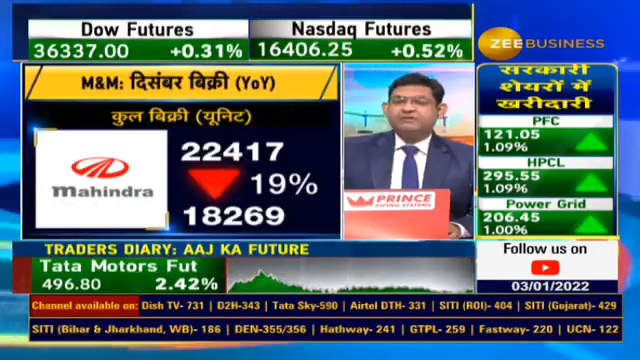 Dow Futures
36337.00 +0.31%
Nasdaq Futures
16406.25 +0.52%
ZEE BUSINESS
M&M: दिसंबर बिक्री (YoY)
कुल बिक्री (यूनिट)
mahindra
22417
19%
18269
PRINCE
PIPING SYSTEMS
सरकारी
शेयरों में
खरीदारी
PFC
121.05
1.09%
HPCL
295.55
1.09%
Power Grid
206.45
1.00%
TRADERS DIARY: AAJ KA FUTURE
Tata Motors Fut
496.80 2.42%
Follow us on
03/01/2022
Channel available on: Dish TV- 731 | D2H-343 | Tata Sky-590 | Airtel DTH- 331 | SITI (ROI)- 404 | SITI (Gujarat)- 429
SITI (Bihar & Jharkhand, WB)- 186 | DEN-355/356 | Hathway- 241 | GTPL- 259 | Fastway- 220 | UCN- 122